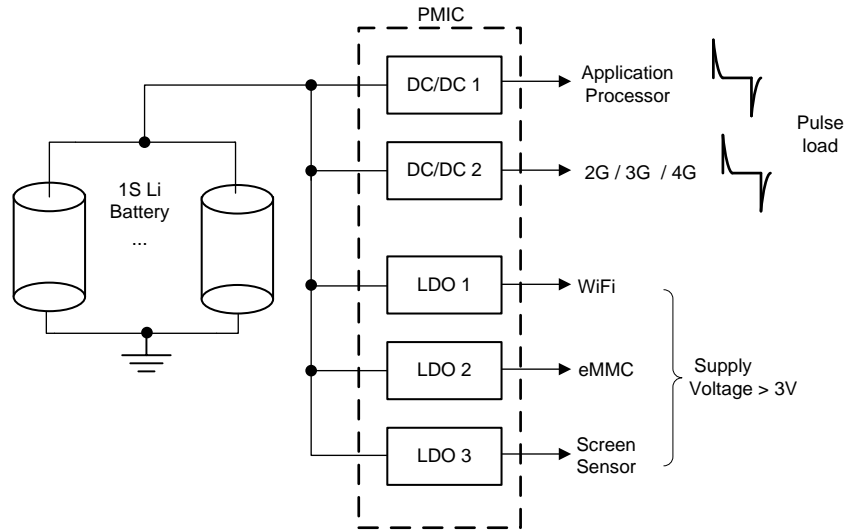 PMIC
DC/DC 1
Application
Processor
Pulse
load
DC/DC 2
2G / 3G / 4G
1S Li
Battery
...
LDO 1
WiFi
LDO 2
eMMC
Supply
Voltage > 3V
LDO 3
Screen
Sensor